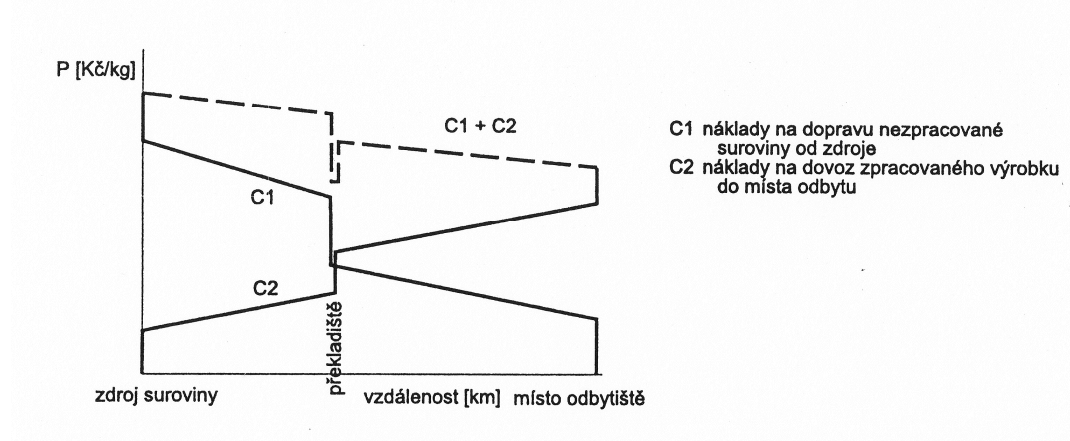 P [Kč/kg]
C1 + C2
C1 náklady na dopravu nezpracované
suroviny od zdroje
C2 náklady na dovoz zpracovaného výrobku
do místa odbytu
C1
C2
překladiště
zdroj suroviny
vzdálenost [km]
místo odbytiště